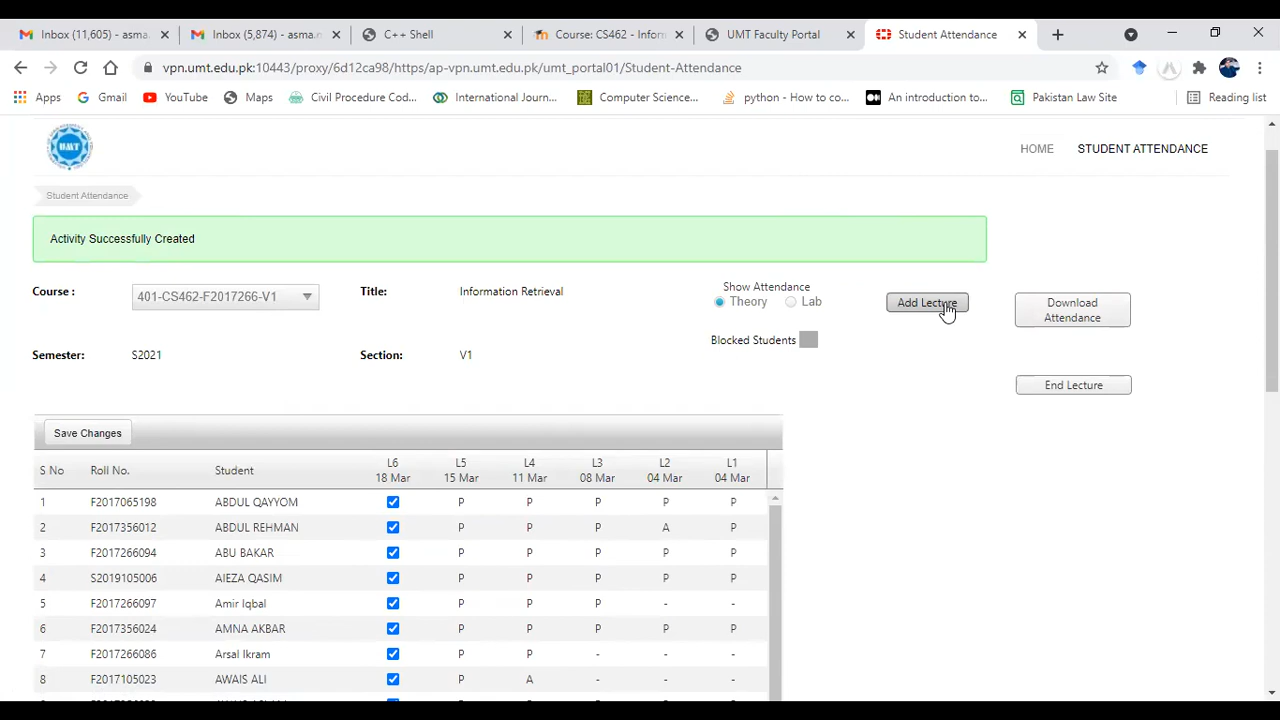 Inbox (11,605) - asma. Inbox (5,874) - asma.n C++ Shell Course: CS462 - Inforn UMT Faculty Portal Student Attendance
vpn.umt.edu.pk:10443/proxy/6d12ca98/https/ap-vpn.umt.edu.pk/umt_portal01/Student-Attendance
Apps Gmail YouTube Maps Civil Procedure Cod... International Journ... Computer Science... python - How to co... An introduction to... Pakistan Law Site Reading list
UMT HOME STUDENT ATTENDANCE
Student Attendance
Activity Successfully Created
Course : 401-CS462-F2017266-V1 Title: Information Retrieval Show Attendance Theory Lab Add Lecture Download Attendance
Blocked Students
Semester: S2021 Section: V1
End Lecture
Save Changes
S No Roll No. Student L6 18 Mar L5 15 Mar L4 11 Mar L3 08 Mar L2 04 Mar L1 04 Mar
1 F2017065198 ABDUL QAYYOM P P P P P
2 F2017356012 ABDUL REHMAN P P P A P
3 F2017266094 ABU BAKAR P P P P P
4 S2019105006 AIEZA QASIM P P P P P
5 F2017266097 Amir Iqbal P P P - -
6 F2017356024 AMNA AKBAR P P P P P
7 F2017266086 Arsal Ikram P P - - -
8 F2017105023 AWAIS ALI P A - - -